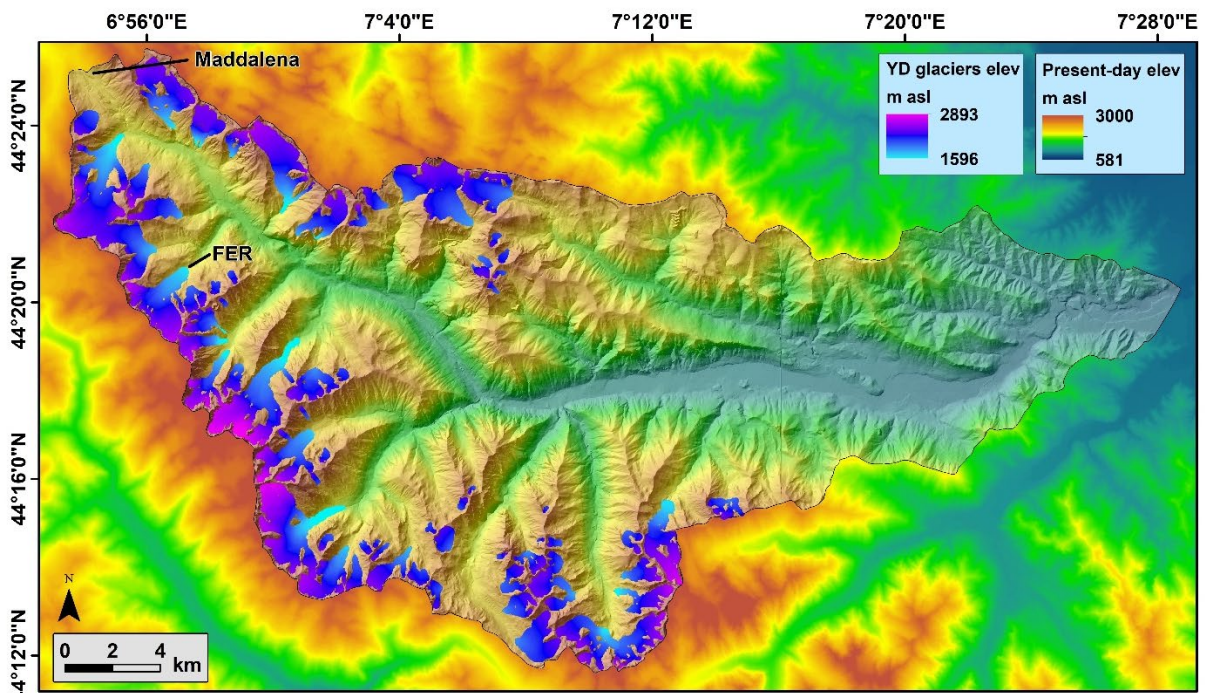 6°56'0"E 7°4'0"E 7°12'0"E 7°20'0"E 7°28'0"E
Maddalena
YD glaciers elev
m asl
2893
1596
Present-day elev
m asl
3000
581
44°24'0"N
FER
44°20'0"N
44°16'0"N
44°12'0"N
N
0 2 4
km